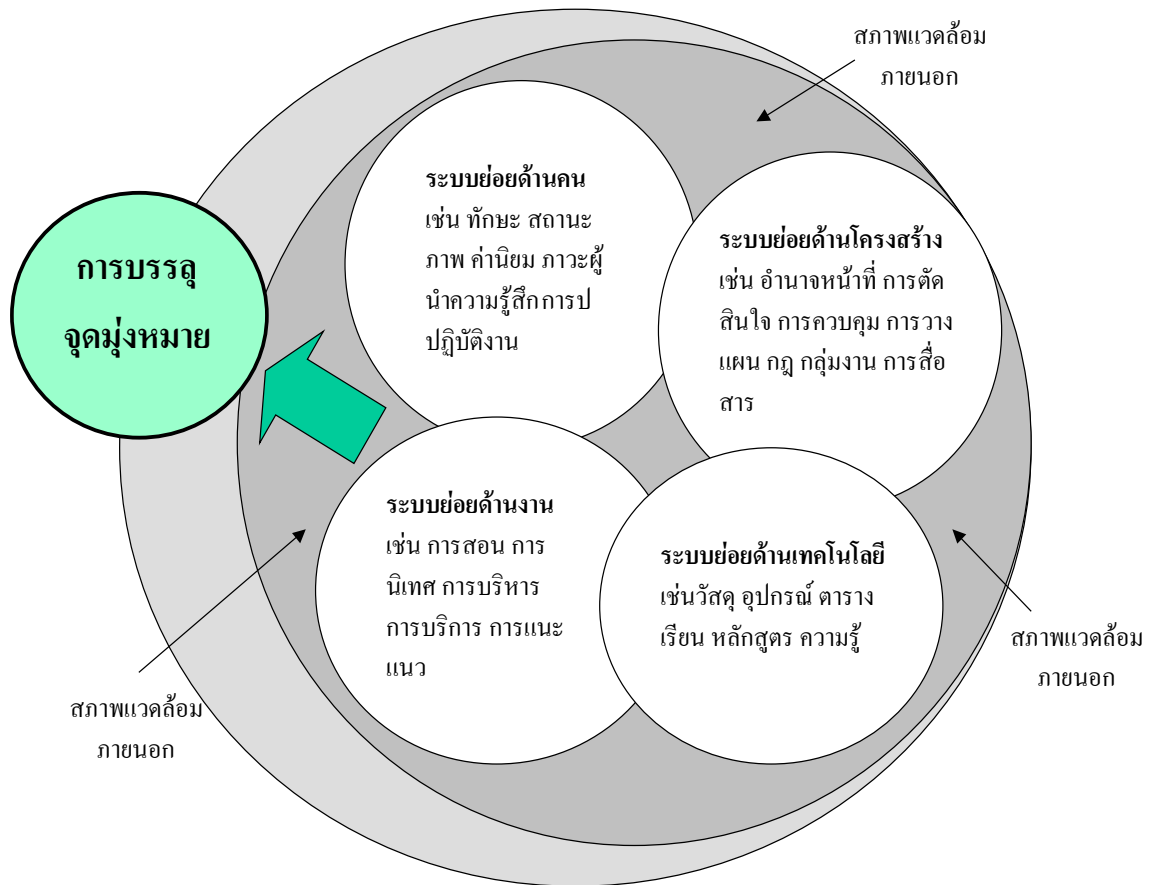 สภาพแวดล้อม
ภายนอก
ระบบย่อยด้านคน
เช่น ทักษะ สถานะ
ภาพ ค่านิยม ภาวะผู้
นำความรู้สึกการป
ปฏิบัติงาน
ระบบย่อยด้านโครงสร้าง
เช่น อำนาจหน้าที่ การตัด
สินใจ การควบคุม การวาง
แผน กฎ กลุ่มงาน การสื่อ
สาร
การบรรลุ
จุดมุ่งหมาย
ระบบย่อยด้านงาน
เช่น การสอน การ
นิเทศ การบริหาร
การบริการ การแนะ
แนว
ระบบย่อยด้านเทคโนโลยี
เช่นวัสดุ อุปกรณ์ ตาราง
เรียน หลักสูตร ความรู้
สภาพแวดล้อม
ภายนอก
สภาพแวดล้อม
ภายนอก